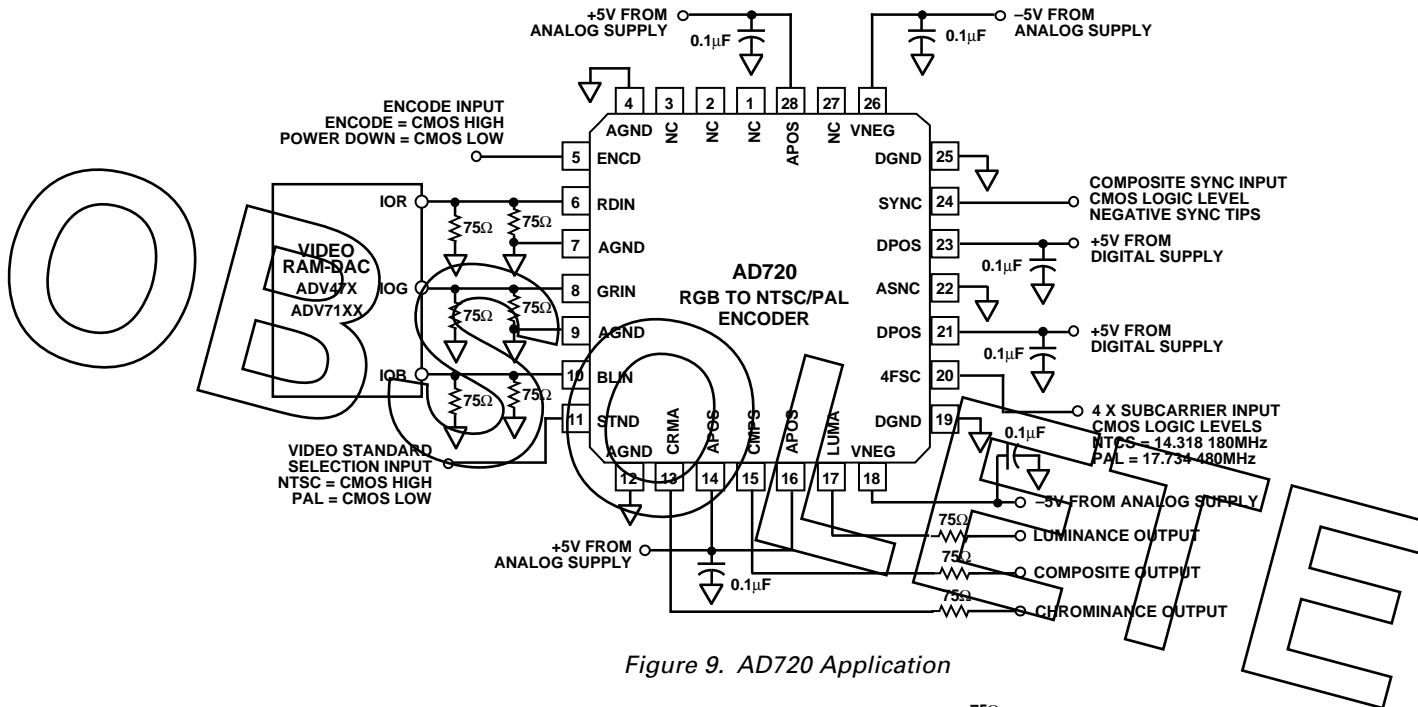 +5V FROM
ANALOG SUPPLY
0.1µF
–5V FROM
ANALOG SUPPLY
0.1µF
4
3
2
1
28
27
26
AGND
NC
NC
NC
APOS
NC
VNEG
ENCODE INPUT
ENCODE = CMOS HIGH
POWER DOWN = CMOS LOW
5 ENCD
6 RDIN
7 AGND
8 GRIN
9 AGND
10 BLIN
11 STND
IOR
IOG
IOB
VIDEO
RAM-DAC
ADV47X
ADV71XX
75Ω
75Ω
75Ω
75Ω
75Ω
75Ω
VIDEO STANDARD
SELECTION INPUT
NTSC = CMOS HIGH
PAL = CMOS LOW
AD720
RGB TO NTSC/PAL
ENCODER
DGND 25
SYNC 24
DPOS 23
ASNC 22
DPOS 21
4FSC 20
DGND 19
COMPOSITE SYNC INPUT
CMOS LOGIC LEVEL
NEGATIVE SYNC TIPS
+5V FROM
DIGITAL SUPPLY
0.1µF
+5V FROM
DIGITAL SUPPLY
0.1µF
4 X SUBCARRIER INPUT
CMOS LOGIC LEVELS
NTCS = 14.318 180MHz
PAL = 17.734 480MHz
0.1µF
AGND
CRMA
APOS
CMPS
APOS
LUMA
VNEG
12
13
14
15
16
17
18
–5V FROM ANALOG SUPPLY
75Ω
LUMINANCE OUTPUT
75Ω
COMPOSITE OUTPUT
75Ω
CHROMINANCE OUTPUT
+5V FROM
ANALOG SUPPLY
0.1µF
OBSOLETE
Figure 9. AD720 Application